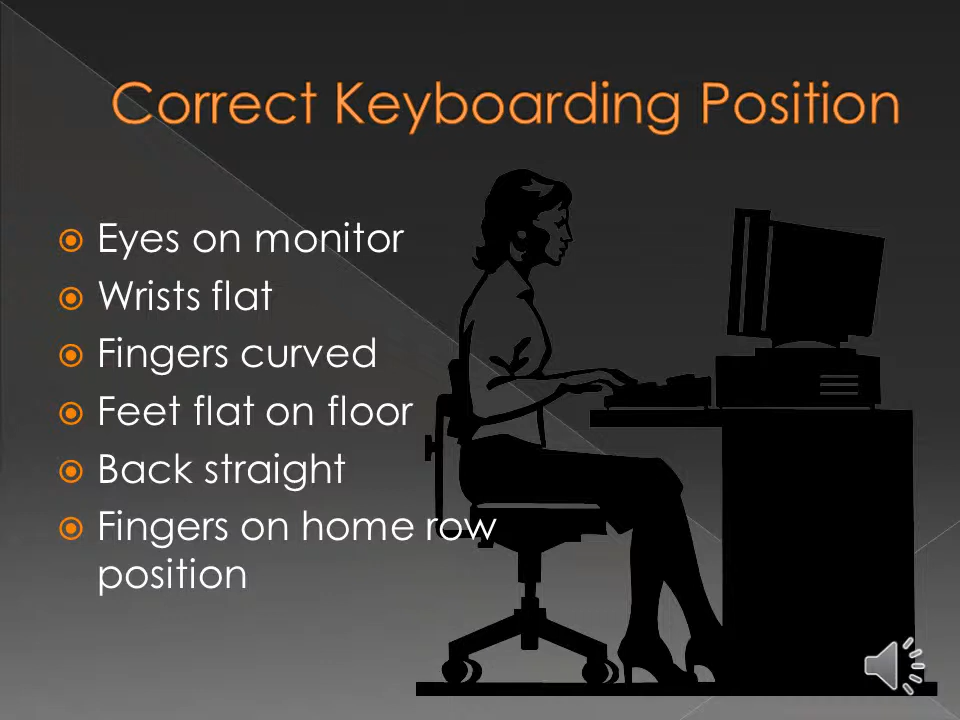 Correct Keyboarding Position
Eyes on monitor
Wrists flat
Fingers curved
Feet flat on floor
Back straight
Fingers on home row
position